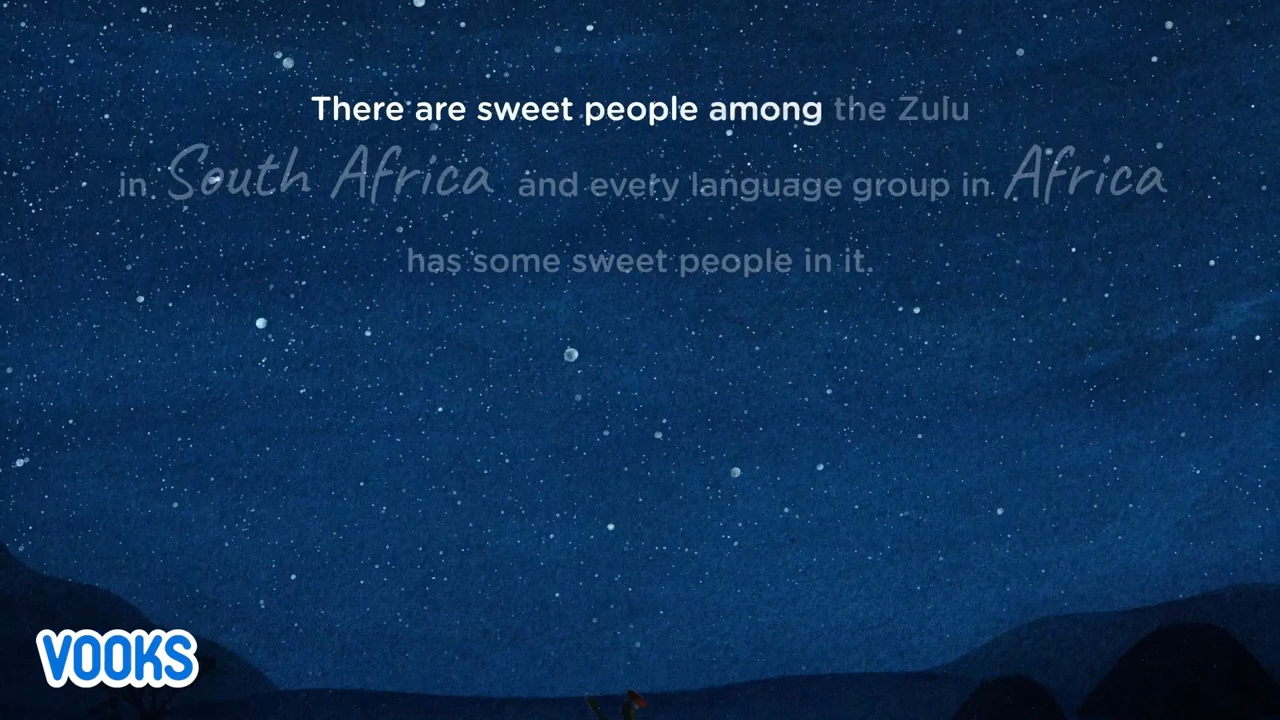 There are sweet people among the Zulu
in South Africa and every language group in Africa
has some sweet people in it.
VOOKS